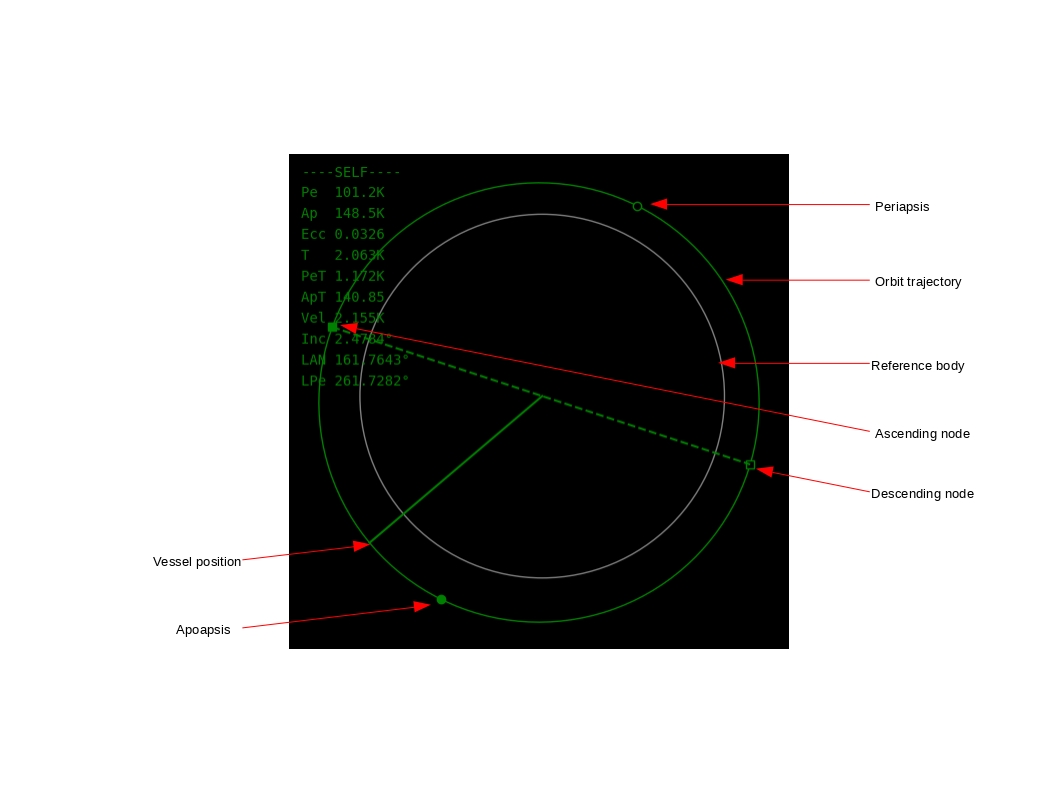 ----SELF----
Pe  101.2K
Ap  148.5K
Ecc 0.0326
T   2.063K
PeT 1.172K
ApT 140.85
Vel 2.155K
Inc 2.4784°
LAN 161.7643°
LPe 261.7282°
Periapsis
Orbit trajectory
Reference body
Ascending node
Descending node
Vessel position
Apoapsis